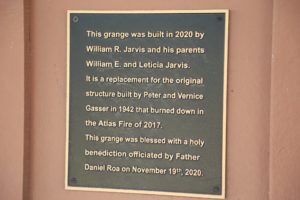 This grange was built in 2020 by
William R. Jarvis and his parents
William E. and Leticia Jarvis.
It is a replacement for the original
structure built by Peter and Vernice
Gasser in 1942 that burned down in
the Atlas Fire of 2017.
This grange was blessed with a holy
benediction officiated by Father
Daniel Roa on November 19th, 2020.